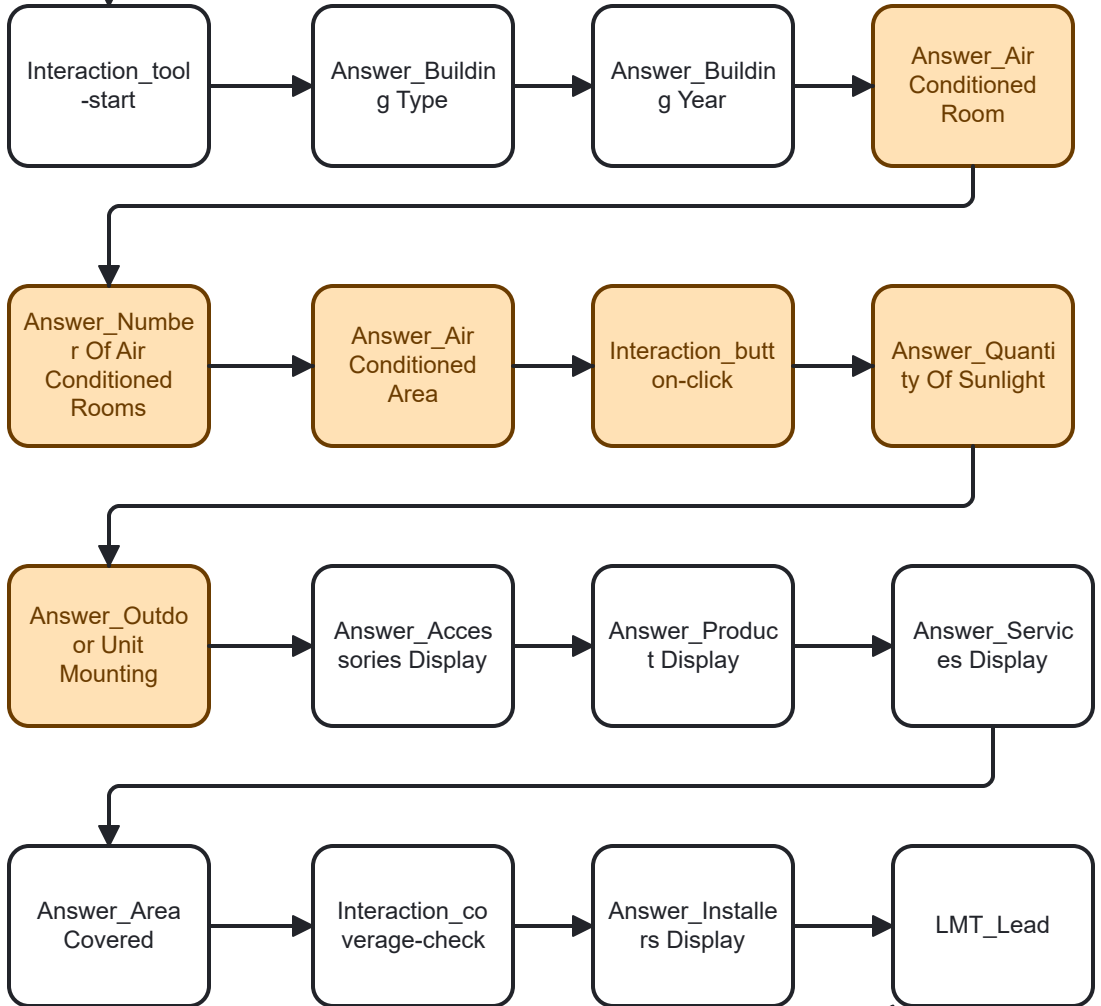 Interaction_tool
-start
Answer_Buildin
g Type
Answer_Buildin
g Year
Answer_Air
Conditioned
Room
Answer_Numbe
r Of Air
Conditioned
Rooms
Answer_Air
Conditioned
Area
Interaction_butt
on-click
Answer_Quanti
ty Of Sunlight
Answer_Outdo
or Unit
Mounting
Answer_Acces
sories Display
Answer_Produc
t Display
Answer_Servic
es Display
Answer_Area
Covered
Interaction_co
verage-check
Answer_Installe
rs Display
LMT_Lead